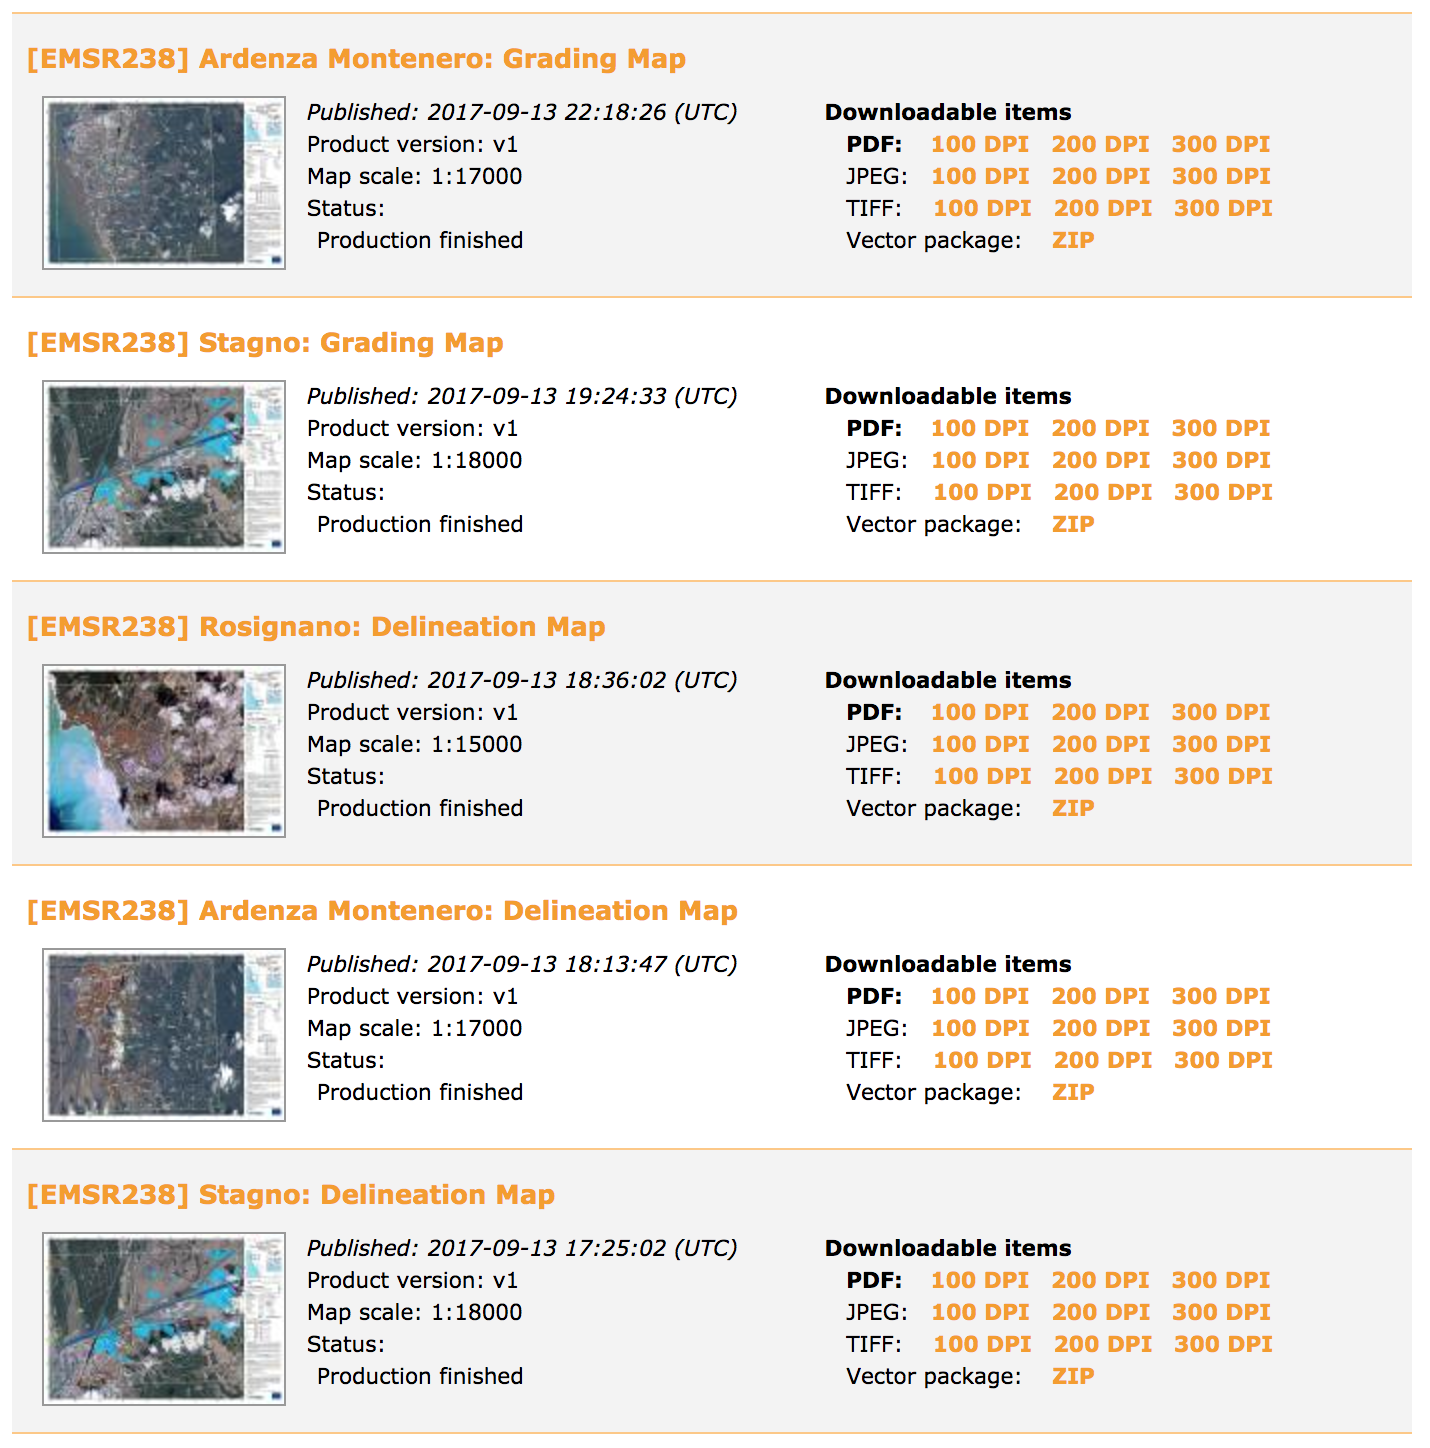 [EMSR238] Ardenza Montenero: Grading Map
Published: 2017-09-13 22:18:26 (UTC)
Product version: v1
Map scale: 1:17000
Status:
Production finished
Downloadable items
PDF: 100 DPI 200 DPI 300 DPI
JPEG: 100 DPI 200 DPI 300 DPI
TIFF: 100 DPI 200 DPI 300 DPI
Vector package: ZIP
[EMSR238] Stagno: Grading Map
Published: 2017-09-13 19:24:33 (UTC)
Product version: v1
Map scale: 1:18000
Status:
Production finished
Downloadable items
PDF: 100 DPI 200 DPI 300 DPI
JPEG: 100 DPI 200 DPI 300 DPI
TIFF: 100 DPI 200 DPI 300 DPI
Vector package: ZIP
[EMSR238] Rosignano: Delineation Map
Published: 2017-09-13 18:36:02 (UTC)
Product version: v1
Map scale: 1:15000
Status:
Production finished
Downloadable items
PDF: 100 DPI 200 DPI 300 DPI
JPEG: 100 DPI 200 DPI 300 DPI
TIFF: 100 DPI 200 DPI 300 DPI
Vector package: ZIP
[EMSR238] Ardenza Montenero: Delineation Map
Published: 2017-09-13 18:13:47 (UTC)
Product version: v1
Map scale: 1:17000
Status:
Production finished
Downloadable items
PDF: 100 DPI 200 DPI 300 DPI
JPEG: 100 DPI 200 DPI 300 DPI
TIFF: 100 DPI 200 DPI 300 DPI
Vector package: ZIP
[EMSR238] Stagno: Delineation Map
Published: 2017-09-13 17:25:02 (UTC)
Product version: v1
Map scale: 1:18000
Status:
Production finished
Downloadable items
PDF: 100 DPI 200 DPI 300 DPI
JPEG: 100 DPI 200 DPI 300 DPI
TIFF: 100 DPI 200 DPI 300 DPI
Vector package: ZIP